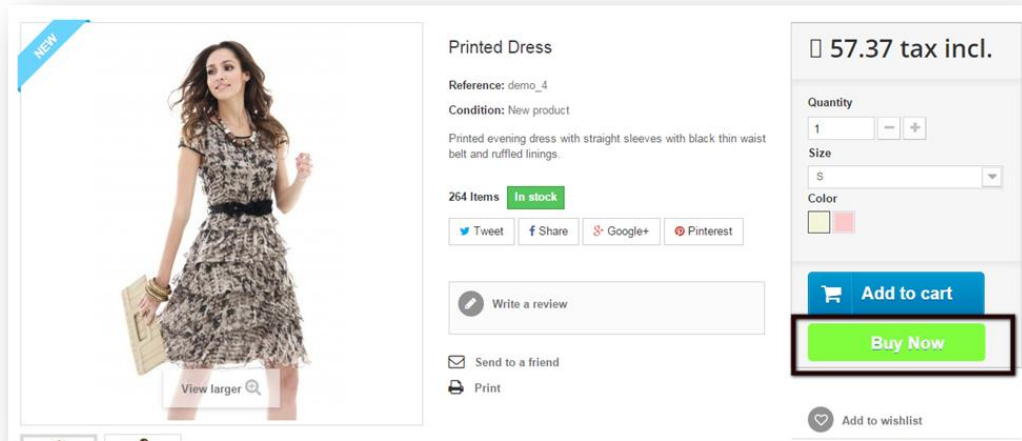 NEW
View larger
Printed Dress
Reference: demo_4
Condition: New product
Printed evening dress with straight sleeves with black thin waist
belt and ruffled linings.
264 Items In stock
Tweet Share Google+ Pinterest
Write a review
Send to a friend
Print
57.37 tax incl.
Quantity
1
Size
S
Color
Add to cart
Buy Now
Add to wishlist